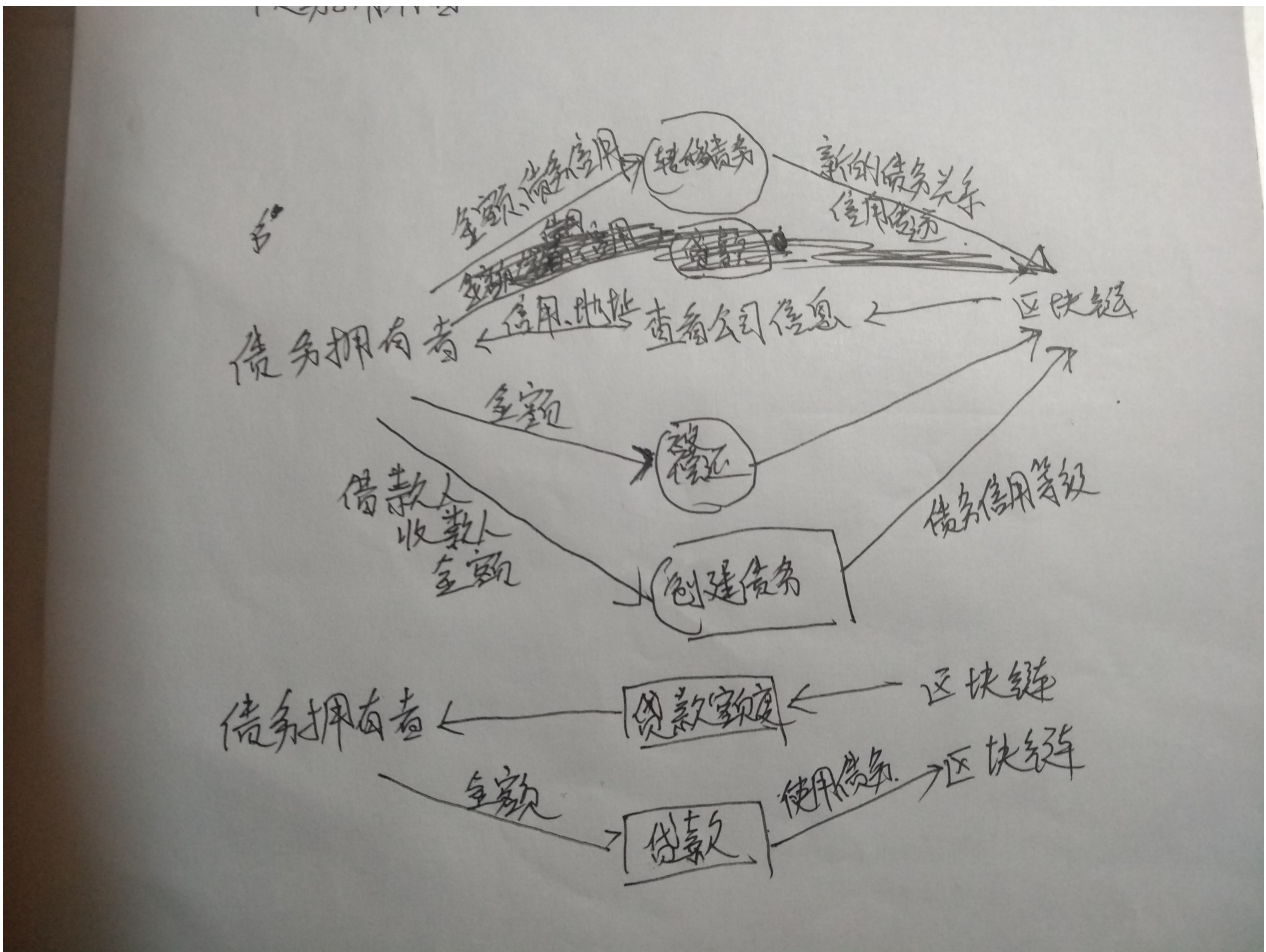 金额、债务信用
转移债务
新的债务关系
信用传递
贷款
信用、地址
查看公司信息
区块链
债务拥有者
金额
借款人
收款人
金额
创建债务
债务信用等级
债务拥有者
贷款额度
区块链
金额
贷款
使用债务
区块链